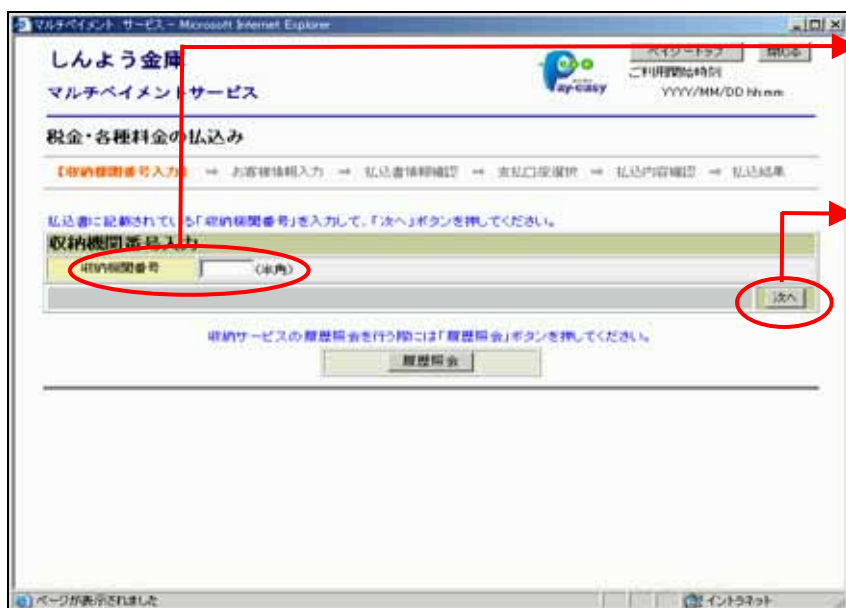 マルチペイメント サービス - Microsoft Internet Explorer
しんよう金庫
マルチペイメントサービス
Pay-easy
ペイジートップ 閉じる
ご利用開始時刻
YYYY/MM/DD hh:mm
税金・各種料金の払込み
【収納機関番号入力】 ⇒ お客様情報入力 ⇒ 払込書情報確認 ⇒ 支払口座選択 ⇒ 払込内容確認 ⇒ 払込結果
払込書に記載されている「収納機関番号」を入力して、「次へ」ボタンを押してください。
収納機関番号入力
収納機関番号 (半角)
次へ
収納サービスの履歴照会を行う際には「履歴照会」ボタンを押してください。
履歴照会
ページが表示されました
イントラネット